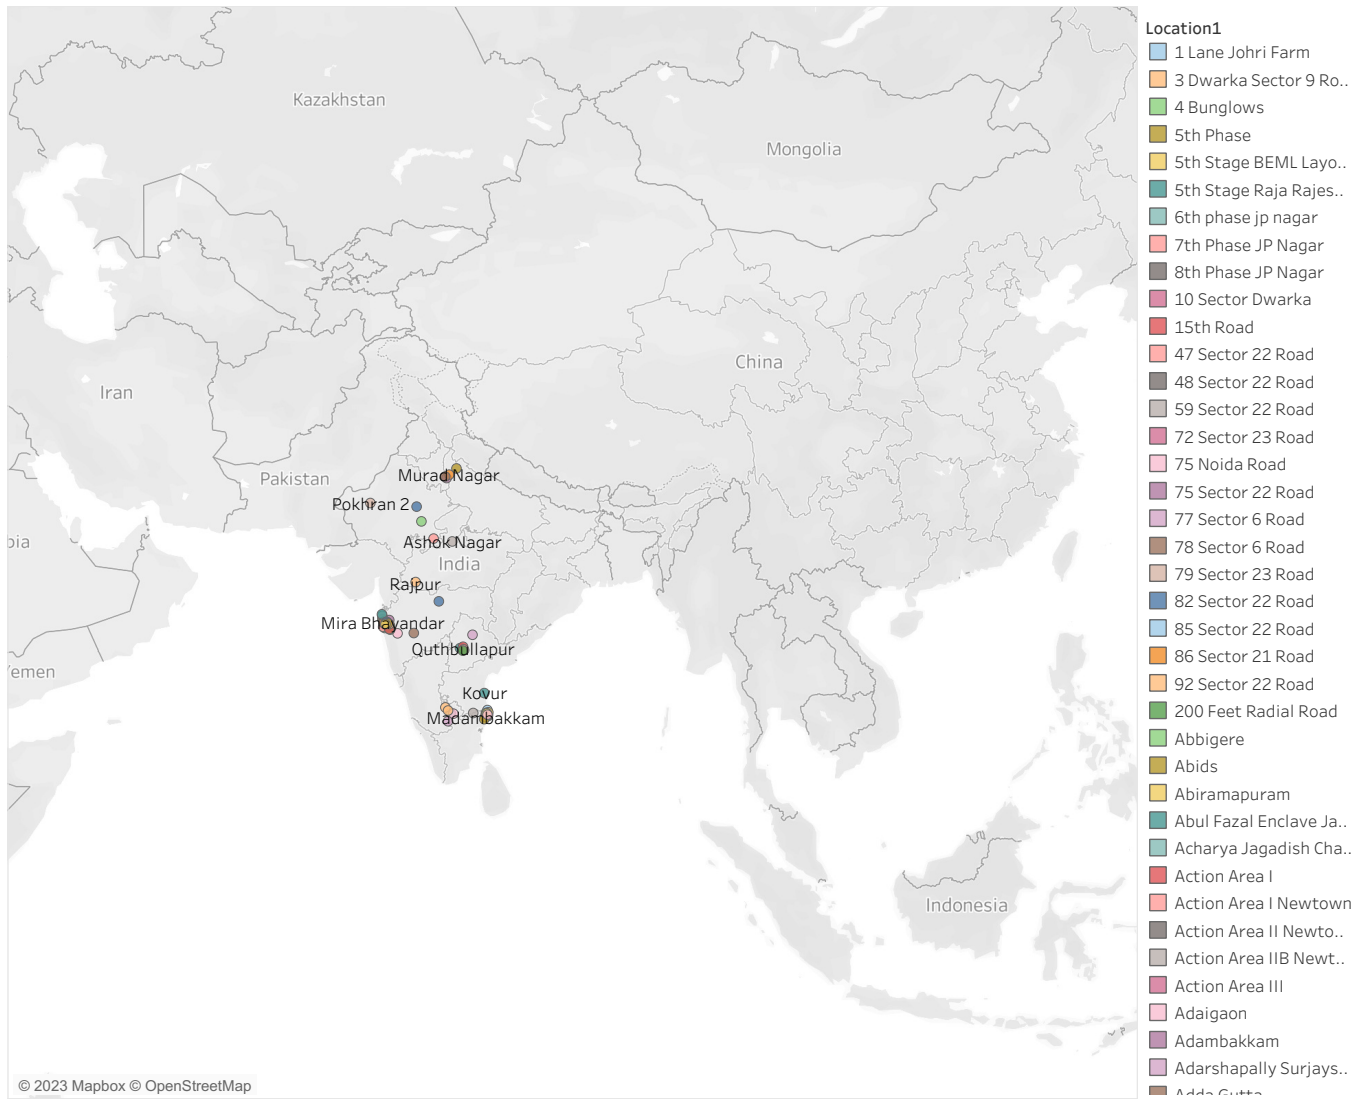 Kazakhstan
Mongolia
China
Iran
Pakistan
Murad Nagar
Pokhran 2
Ashok Nagar
India
Rajpur
Mira Bhayandar
Quthbullapur
Kovur
Madambakkam
Indonesia
© 2023 Mapbox © OpenStreetMap
Location1
1 Lane Johri Farm
3 Dwarka Sector 9 Ro..
4 Bunglows
5th Phase
5th Stage BEML Layo..
5th Stage Raja Rajes..
6th phase jp nagar
7th Phase JP Nagar
8th Phase JP Nagar
10 Sector Dwarka
15th Road
47 Sector 22 Road
48 Sector 22 Road
59 Sector 22 Road
72 Sector 23 Road
75 Noida Road
75 Sector 22 Road
77 Sector 6 Road
78 Sector 6 Road
79 Sector 23 Road
82 Sector 22 Road
85 Sector 22 Road
86 Sector 21 Road
92 Sector 22 Road
200 Feet Radial Road
Abbigere
Abids
Abiramapuram
Abul Fazal Enclave Ja..
Acharya Jagadish Cha..
Action Area I
Action Area I Newtown
Action Area II Newto..
Action Area IIB Newt..
Action Area III
Adaigaon
Adambakkam
Adarshapally Surjays..